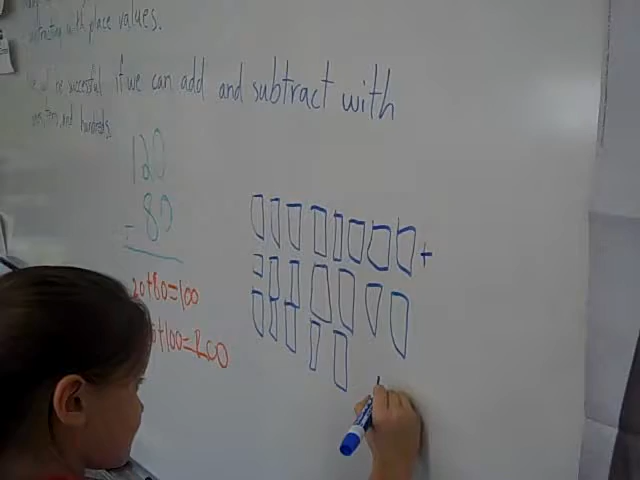 subtracting with place values.
be successful if we can add and subtract with
ones, tens, and hundreds.
120
- 80
20+80=100
+100=200
+